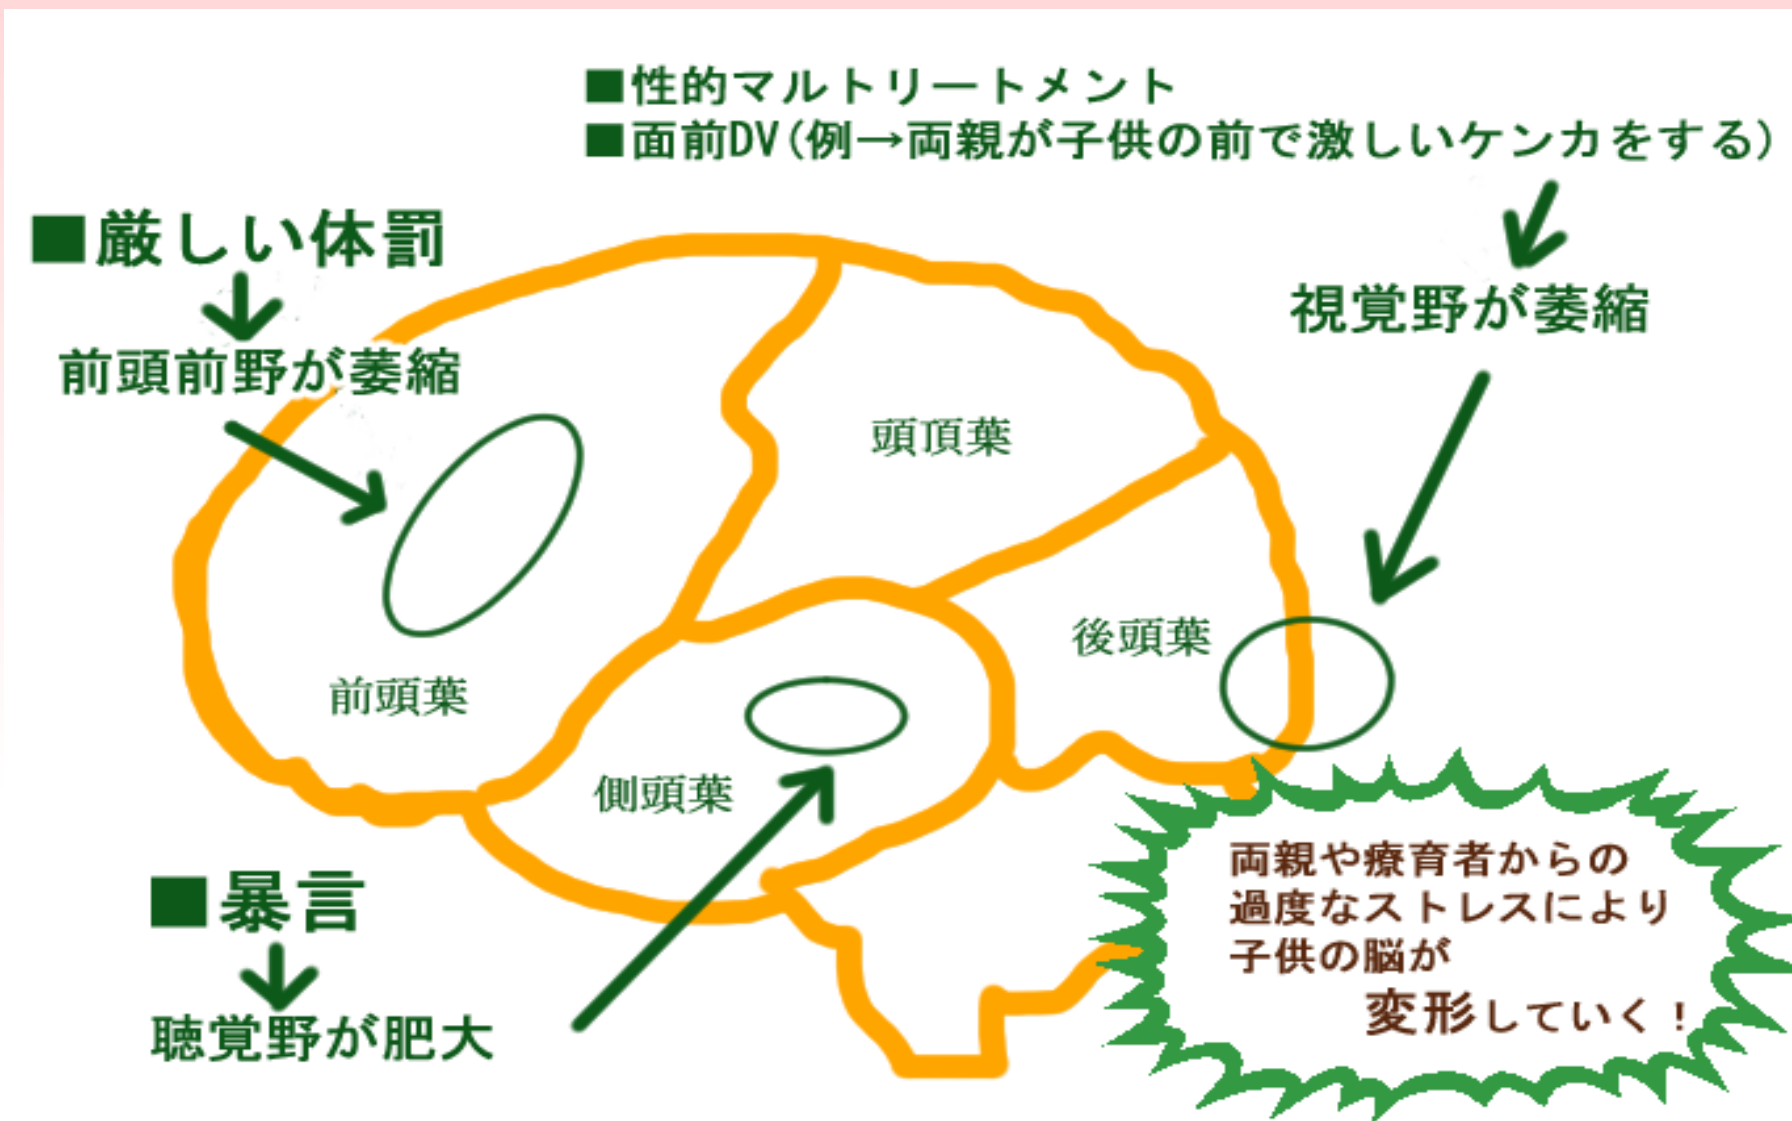 ■性的マルトリートメント
■面前DV(例→両親が子供の前で激しいケンカをする)
視覚野が萎縮
■厳しい体罰
前頭前野が萎縮
頭頂葉
後頭葉
前頭葉
側頭葉
■暴言
聴覚野が肥大
両親や療育者からの
過度なストレスにより
子供の脳が
変形していく!